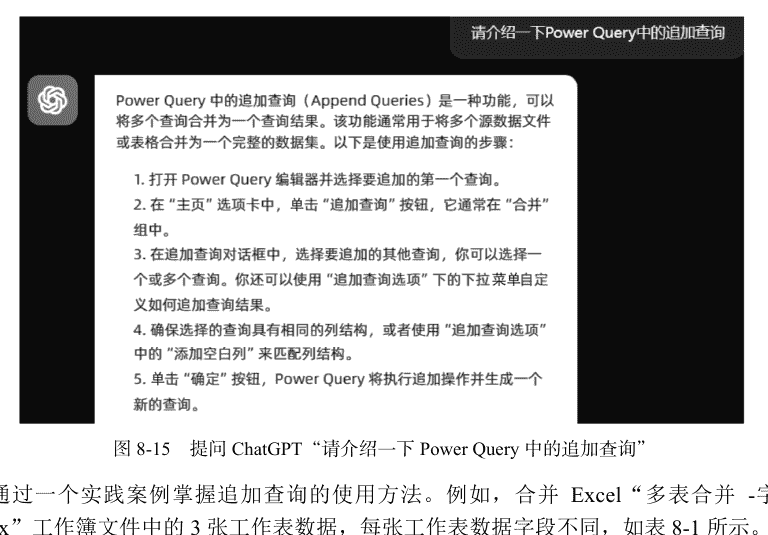 请介绍一下Power Query中的追加查询
Power Query 中的追加查询（Append Queries）是一种功能，可以
将多个查询合并为一个查询结果。该功能通常用于将多个源数据文件
或表格合并为一个完整的数据集。以下是使用追加查询的步骤：
1. 打开 Power Query 编辑器并选择要追加的第一个查询。
2. 在“主页”选项卡中，单击“追加查询”按钮，它通常在“合并”
组中。
3. 在追加查询对话框中，选择要追加的其他查询，你可以选择一
个或多个查询。你还可以使用“追加查询选项”下的下拉菜单自定
义如何追加查询结果。
4. 确保选择的查询具有相同的列结构，或者使用“追加查询选项”
中的“添加空白列”来匹配列结构。
5. 单击“确定”按钮，Power Query 将执行追加操作并生成一个
新的查询。
图 8-15　提问 ChatGPT“请介绍一下 Power Query 中的追加查询”
通过一个实践案例掌握追加查询的使用方法。例如，合并 Excel“多表合并 -字
x”工作簿文件中的 3 张工作表数据，每张工作表数据字段不同，如表 8-1 所示。